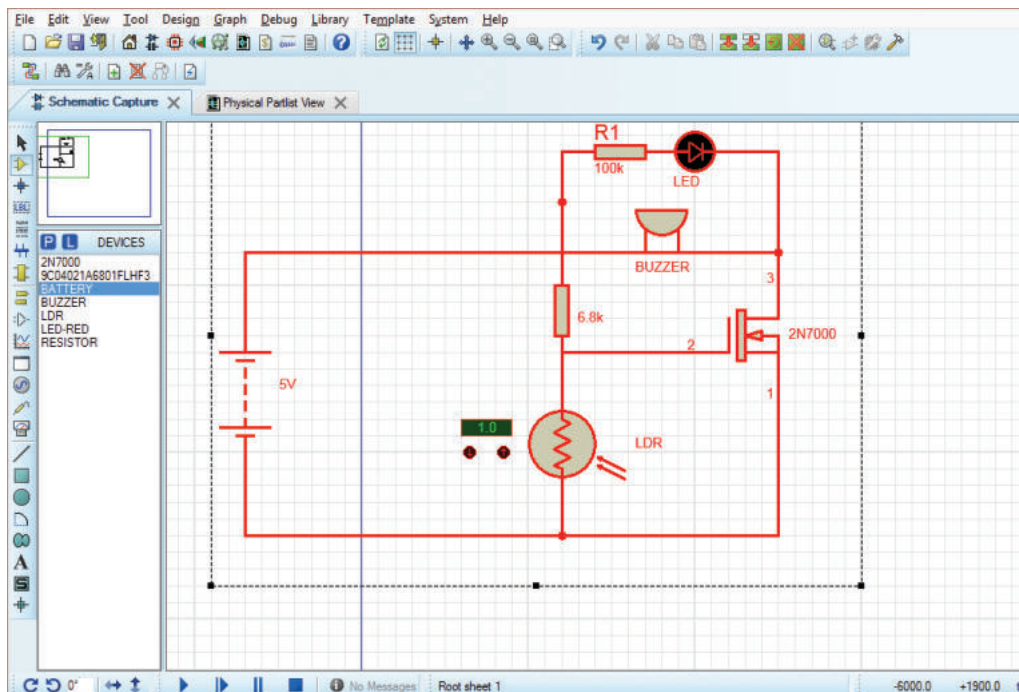 File Edit View Tool Design Graph Debug Library Template System Help
Schematic Capture Physical Partlist View
LBL
P L DEVICES
2N7000
9C04021A6801FLHF3
BATTERY
BUZZER
LDR
LED-RED
RESISTOR
A
S
R1
100k
LED
BUZZER
3
6.8k
2N7000
2
5V
1
1.0
LDR
0°
No Messages Root sheet 1 -6000.0 +1900.0